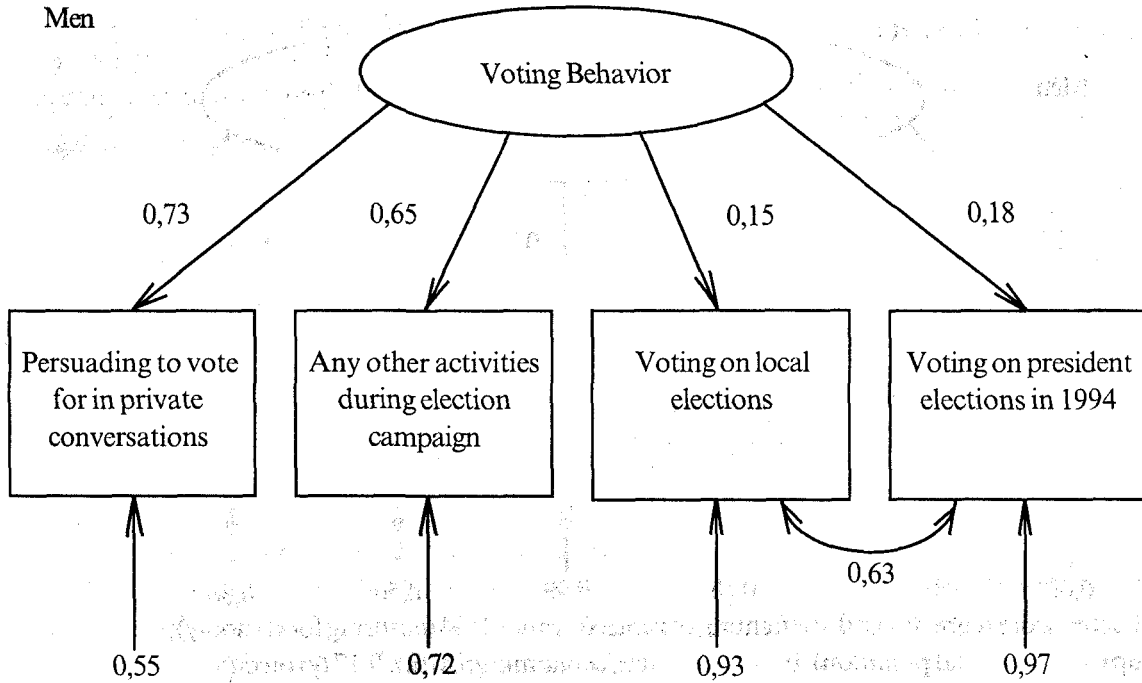 Men
Voting Behavior
0,73
0,65
0,15
0,18
Persuading to vote
for in private
conversations
Any other activities
during election
campaign
Voting on local
elections
Voting on president
elections in 1994
0,63
0,55
0,72
0,93
0,97